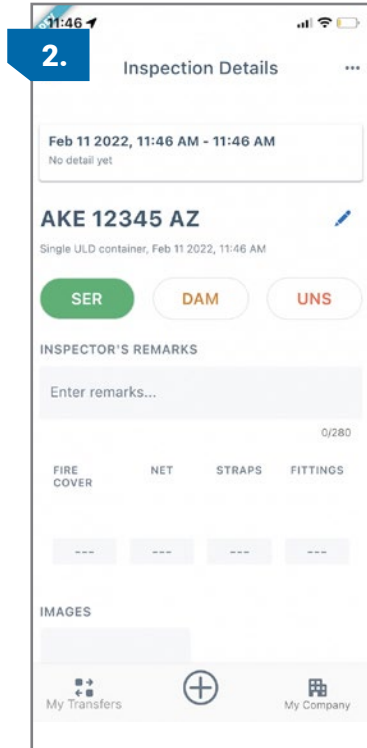 11:46
2.
Inspection Details
Feb 11 2022, 11:46 AM - 11:46 AM
No detail yet
AKE 12345 AZ
Single ULD container, Feb 11 2022, 11:46 AM
SER DAM UNS
INSPECTOR'S REMARKS
Enter remarks...
0/280
FIRE COVER NET STRAPS FITTINGS
--- --- --- ---
IMAGES
My Transfers My Company